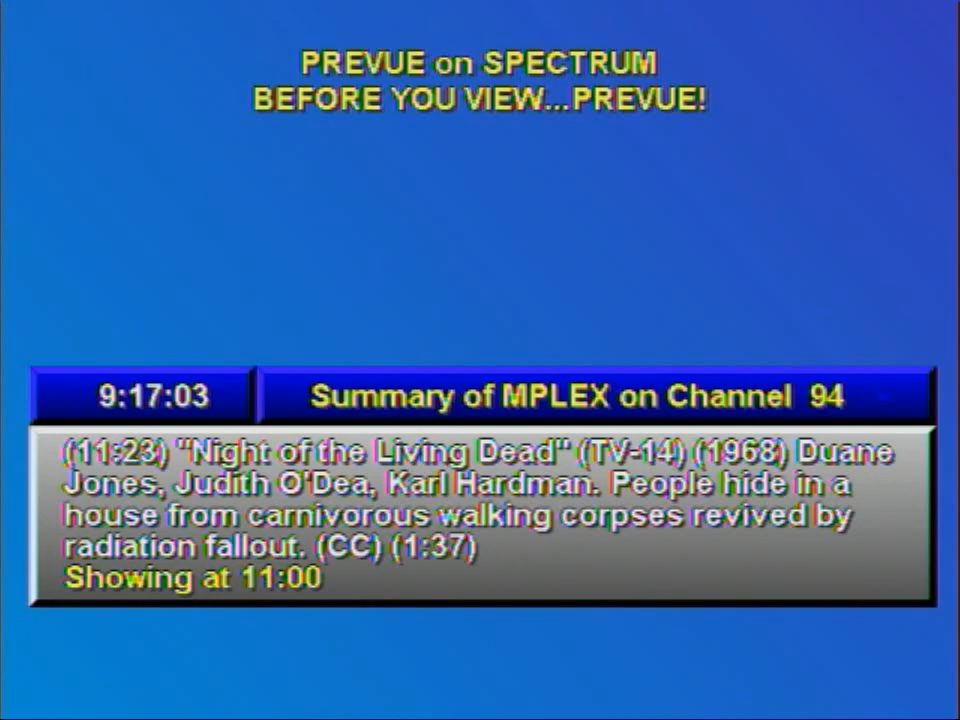 PREVUE on SPECTRUM
BEFORE YOU VIEW...PREVUE!
9:17:03
Summary of MPLEX on Channel 94
(11:23) "Night of the Living Dead" (TV-14) (1968) Duane
Jones, Judith O'Dea, Karl Hardman. People hide in a
house from carnivorous walking corpses revived by
radiation fallout. (CC) (1:37)
Showing at 11:00